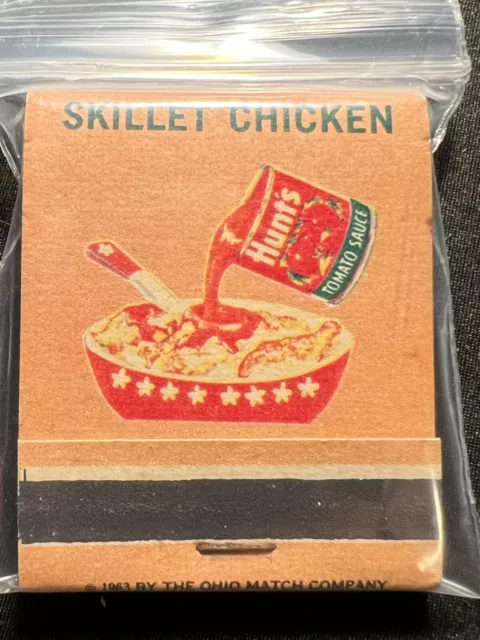 SKILLET CHICKEN
Hunt's
TOMATO SAUCE
© 1963 BY THE OHIO MATCH COMPANY